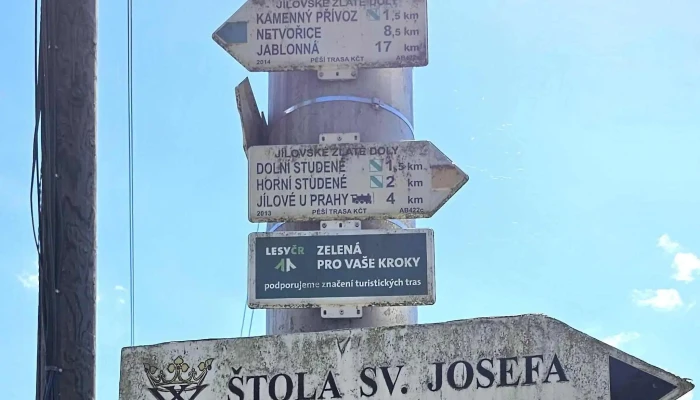 JÍLOVSKÉ ZLATÉ DOLY
KAMENNÝ PŘÍVOZ 1,5 km
NETVOŘICE 8,5 km
JABLONNÁ 17 km
2014 PĚŠÍ TRASA KČT
JÍLOVSKÉ ZLATÉ DOLY
DOLNÍ STUDENÉ 1,5 km
HORNÍ STUDENÉ 2 km
JÍLOVÉ U PRAHY 4 km
2013 PĚŠÍ TRASA KČT AB422c
LESYČR ZELENÁ
PRO VAŠE KROKY
podporujeme značení turistických tras
ŠTOLA SV. JOSEFA